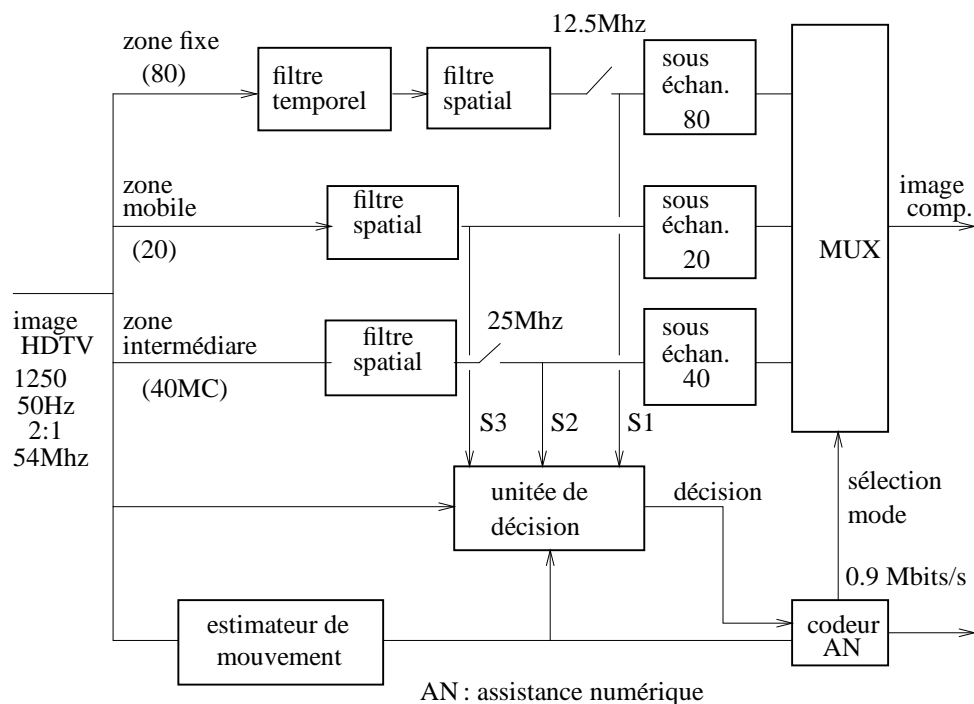 zone fixe
(80)
filtre
temporel
filtre
spatial
12.5Mhz
sous
échan.
80
zone
mobile
(20)
filtre
spatial
sous
échan.
20
MUX
image
comp.
image
HDTV
1250
50Hz
2:1
54Mhz
zone
intermédiare
(40MC)
filtre
spatial
25Mhz
sous
échan.
40
S3
S2
S1
unitée de
décision
décision
sélection
mode
0.9 Mbits/s
estimateur de
mouvement
codeur
AN
AN : assistance numérique